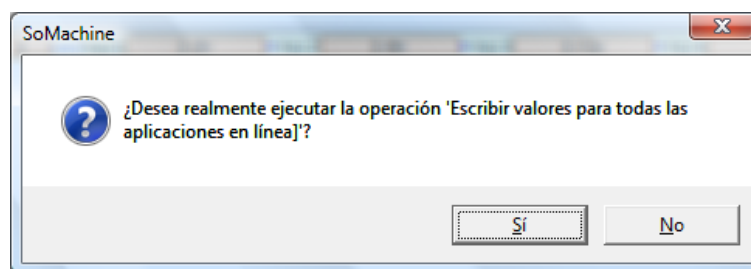 SoMachine
¿Desea realmente ejecutar la operación 'Escribir valores para todas las
aplicaciones en línea]'?
Sí
No